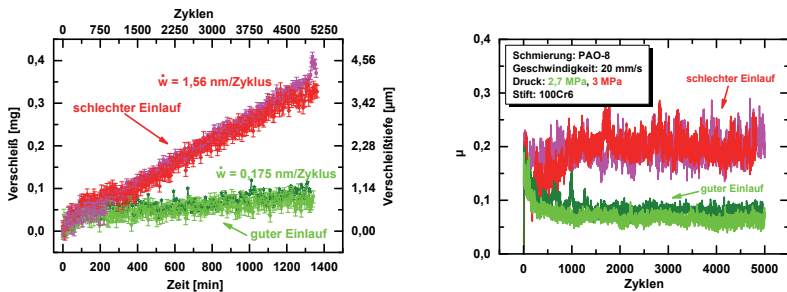 Zyklen
0 750 1500 2250 3000 3750 4500 5250
0,4
0,3
0,2
0,1
0,0
Verschleiß [mg]
ẇ = 1,56 nm/Zyklus
schlechter Einlauf
ẇ = 0,175 nm/Zyklus
guter Einlauf
4,56
3,42
2,28
1,14
0,00
Verschleißtiefe [µm]
0 200 400 600 800 1000 1200 1400
Zeit [min]
0,4
0,3
0,2
0,1
0,0
µ
Schmierung: PAO-8
Geschwindigkeit: 20 mm/s
Druck: 2,7 MPa, 3 MPa
Stift: 100Cr6
schlechter Einlauf
guter Einlauf
0 1000 2000 3000 4000 5000
Zyklen